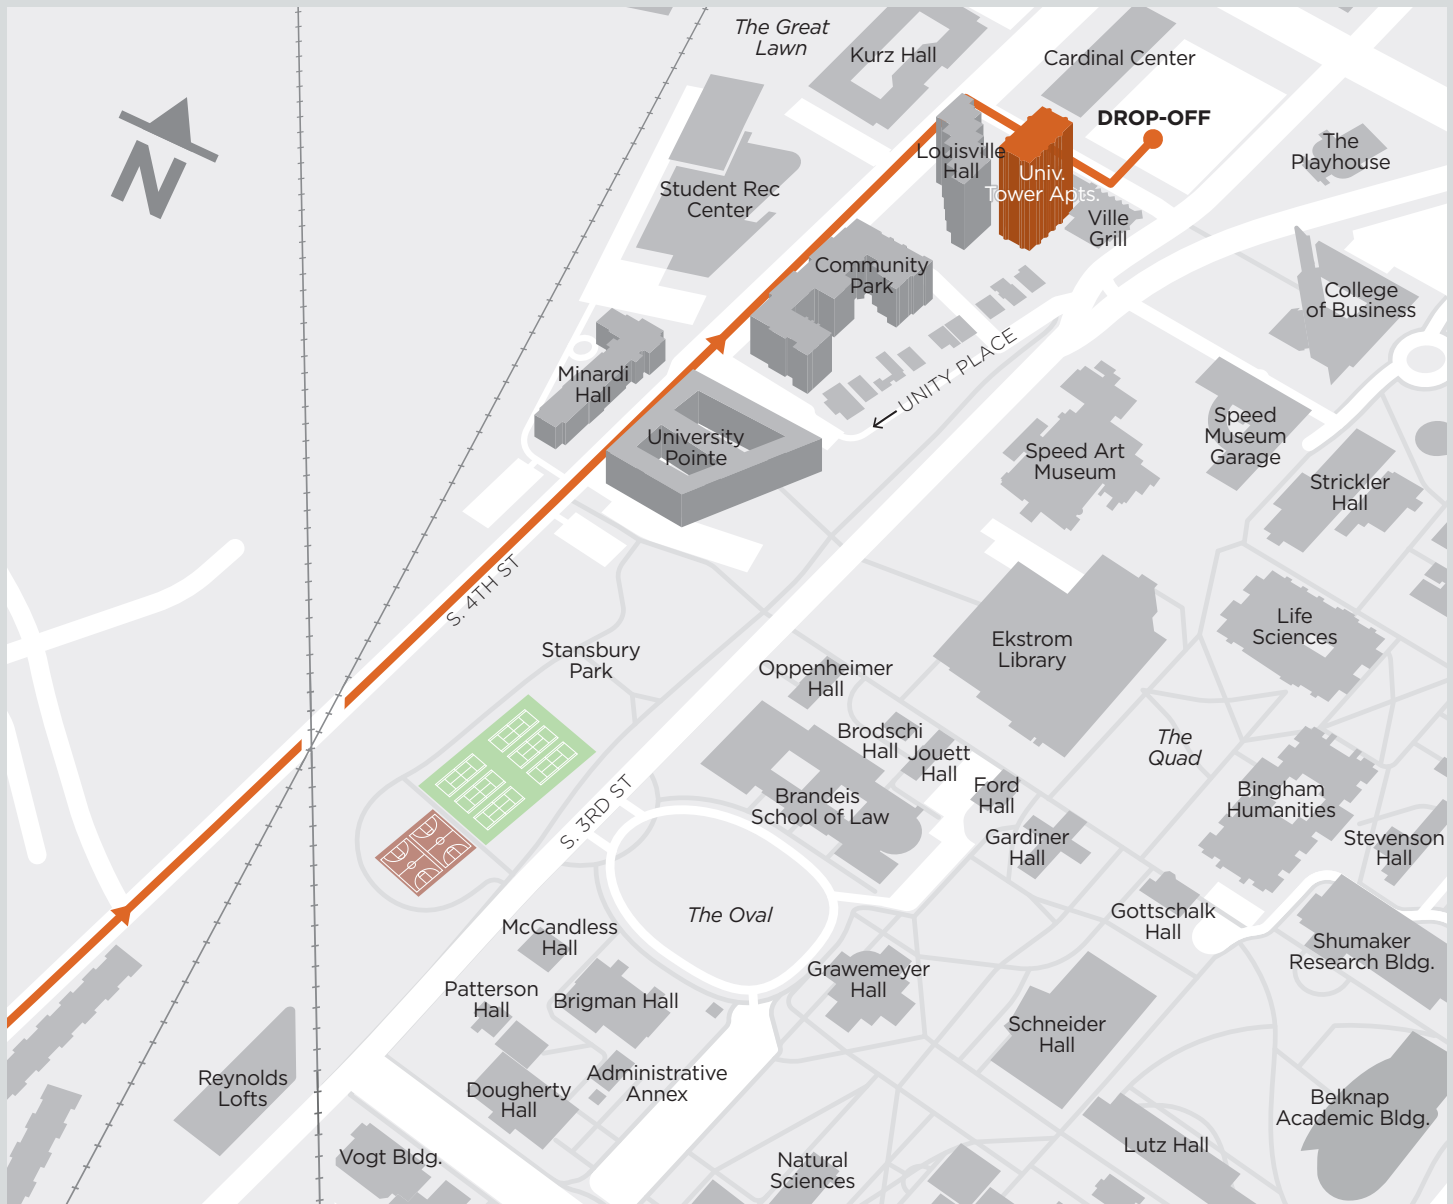 The Great
Lawn
Kurz Hall
Cardinal Center
DROP-OFF
The
Playhouse
N
Louisville
Hall
Univ.
Tower Apts.
Student Rec
Center
Ville
Grill
Community
Park
College
of Business
UNITY PLACE
Minardi
Hall
University
Pointe
Speed
Museum
Garage
Speed Art
Museum
Strickler
Hall
S. 4TH ST
Life
Sciences
Ekstrom
Library
Stansbury
Park
Oppenheimer
Hall
Brodschi
Hall
Jouett
Hall
The
Quad
Ford
Hall
Bingham
Humanities
Brandeis
School of Law
S. 3RD ST
Gardiner
Hall
Stevenson
Hall
The Oval
Gottschalk
Hall
McCandless
Hall
Shumaker
Research Bldg.
Grawemeyer
Hall
Patterson
Hall
Brigman Hall
Schneider
Hall
Reynolds
Lofts
Administrative
Annex
Dougherty
Hall
Belknap
Academic Bldg.
Lutz Hall
Vogt Bldg.
Natural
Sciences